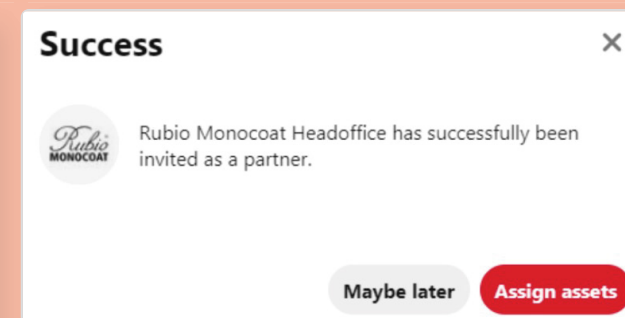 Success
Rubio
MONOCOAT
Rubio Monocoat Headoffice has successfully been
invited as a partner.
Maybe later
Assign assets